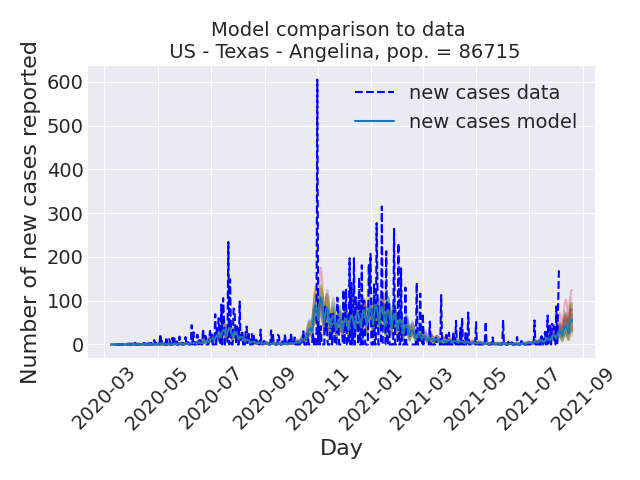 Model comparison to data
US - Texas - Angelina, pop. = 86715
Number of new cases reported
600
500
400
300
200
100
0
new cases data
new cases model
2020-03
2020-05
2020-07
2020-09
2020-11
2021-01
2021-03
2021-05
2021-07
2021-09
Day